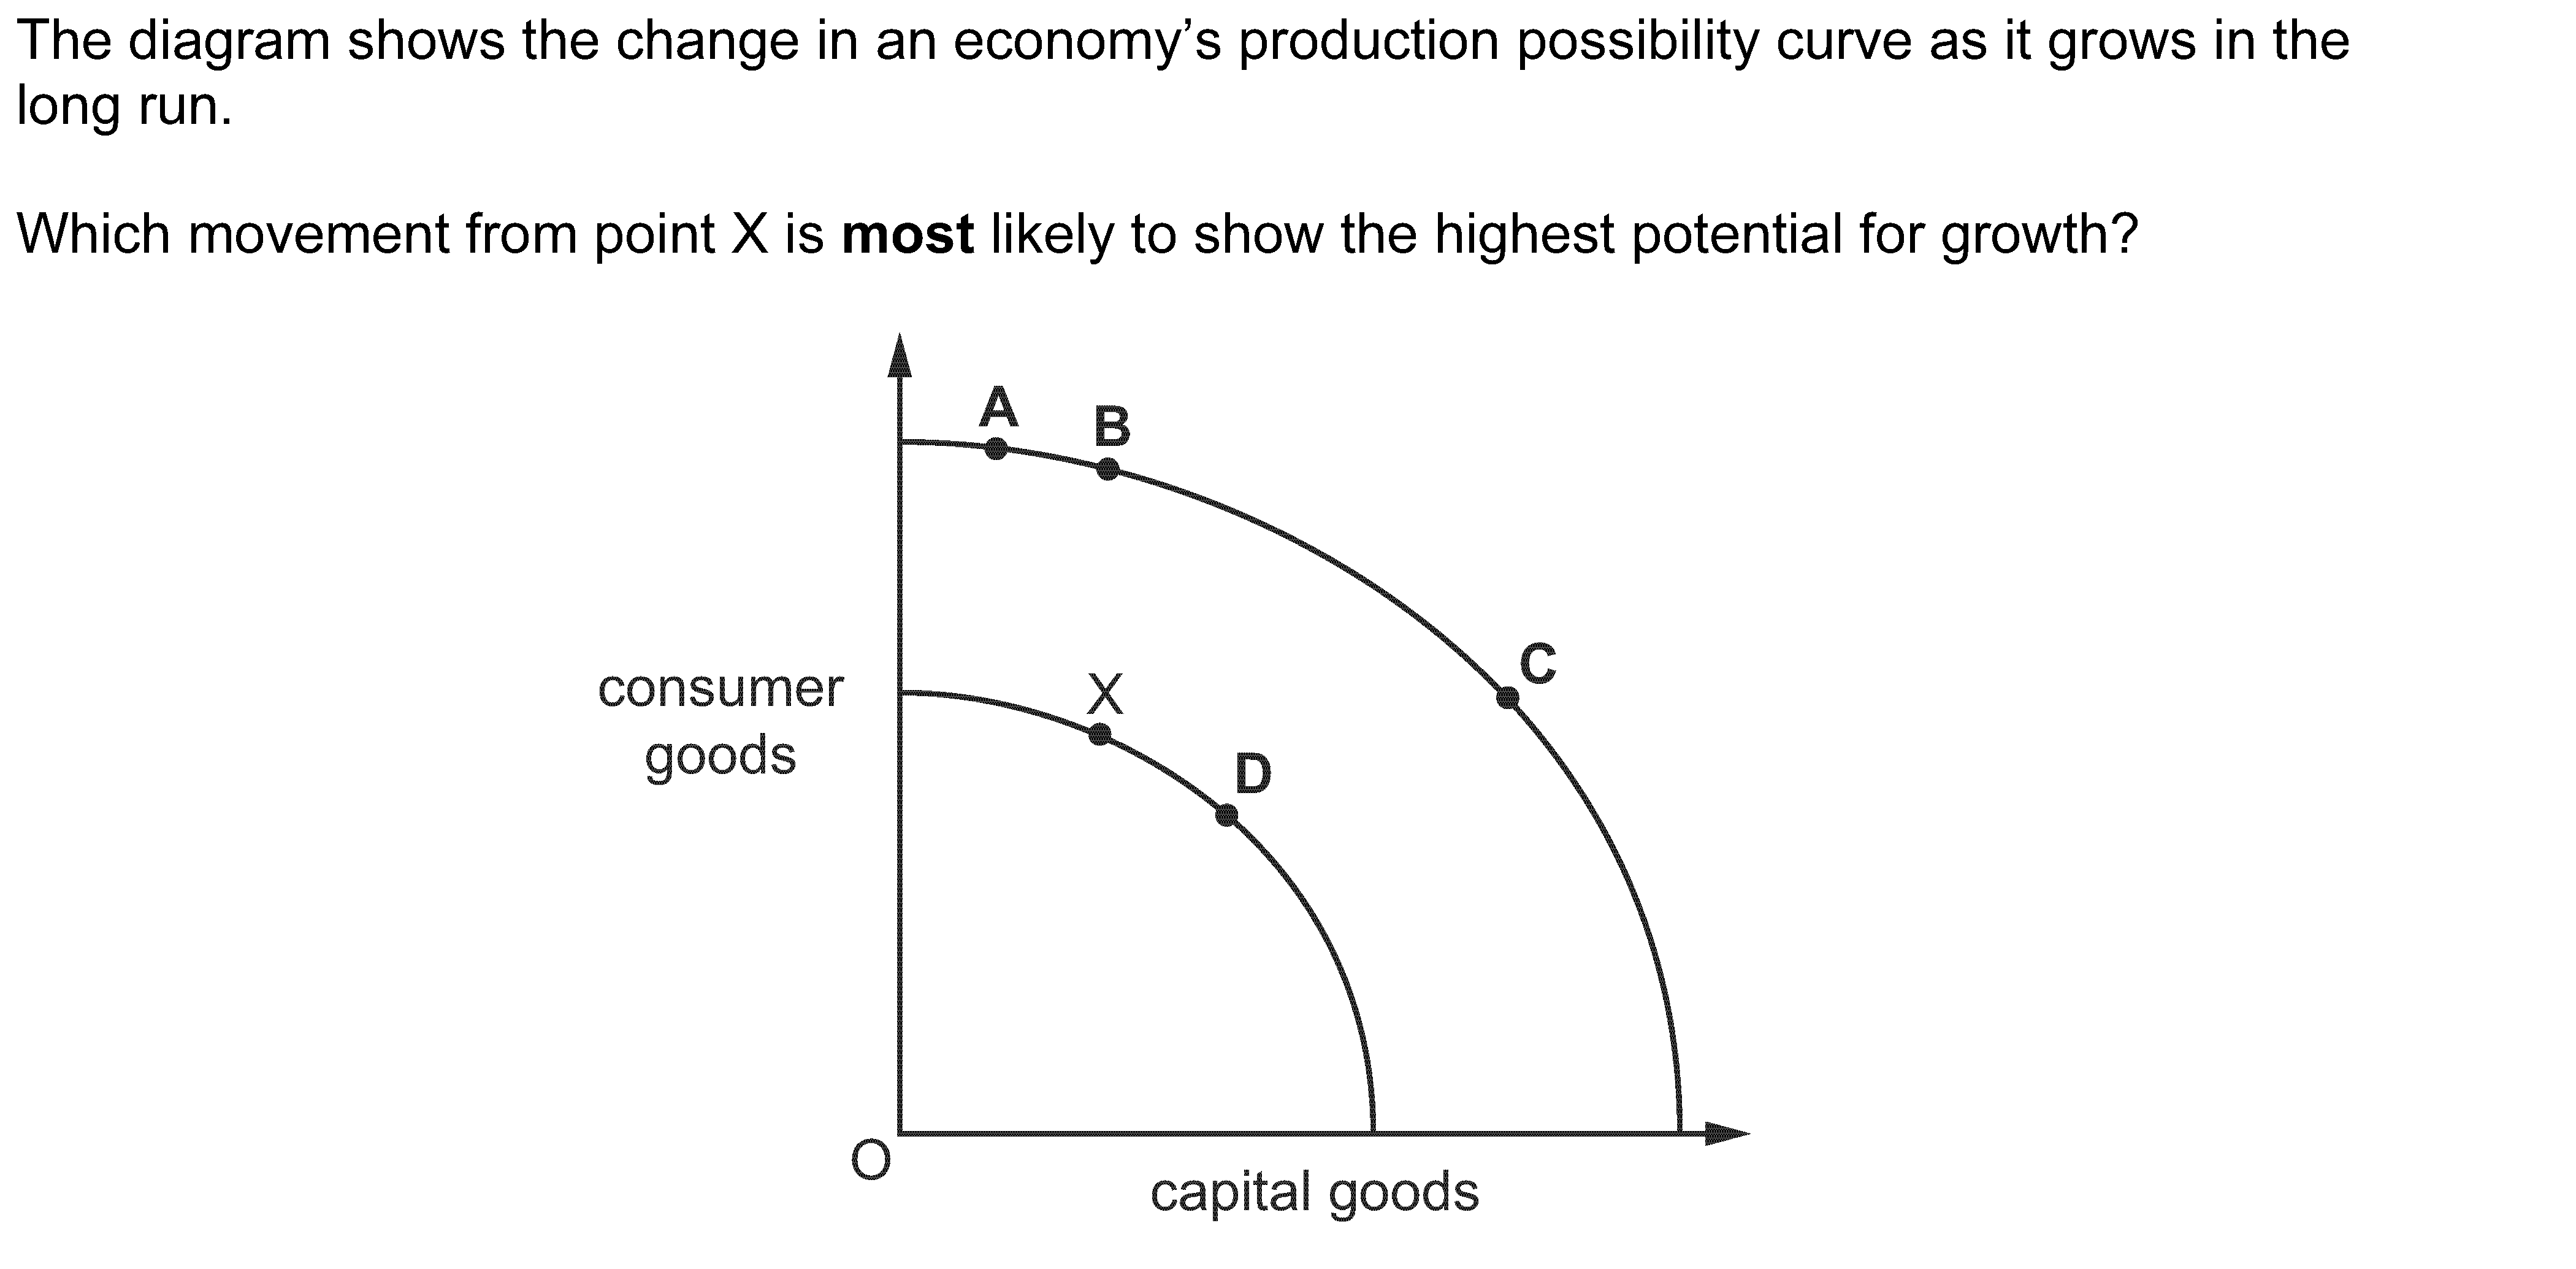 The diagram shows the change in an economy’s production possibility curve as it grows in the
long run.
Which movement from point X is most likely to show the highest potential for growth?
A
B
C
consumer
goods
X
D
O
capital goods